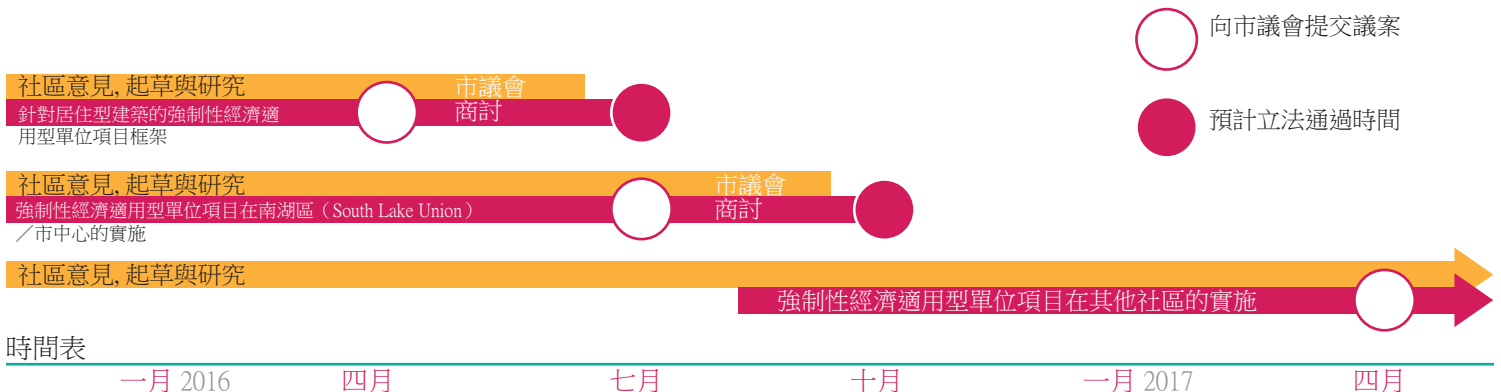 向市議會提交議案
預計立法通過時間
社區意見, 起草與研究
市議會
商討
針對居住型建築的強制性經濟適
用型單位項目框架
社區意見, 起草與研究
市議會
商討
強制性經濟適用型單位項目在南湖區（South Lake Union）
／市中心的實施
社區意見, 起草與研究
強制性經濟適用型單位項目在其他社區的實施
時間表
一月 2016 四月 七月 十月 一月 2017 四月